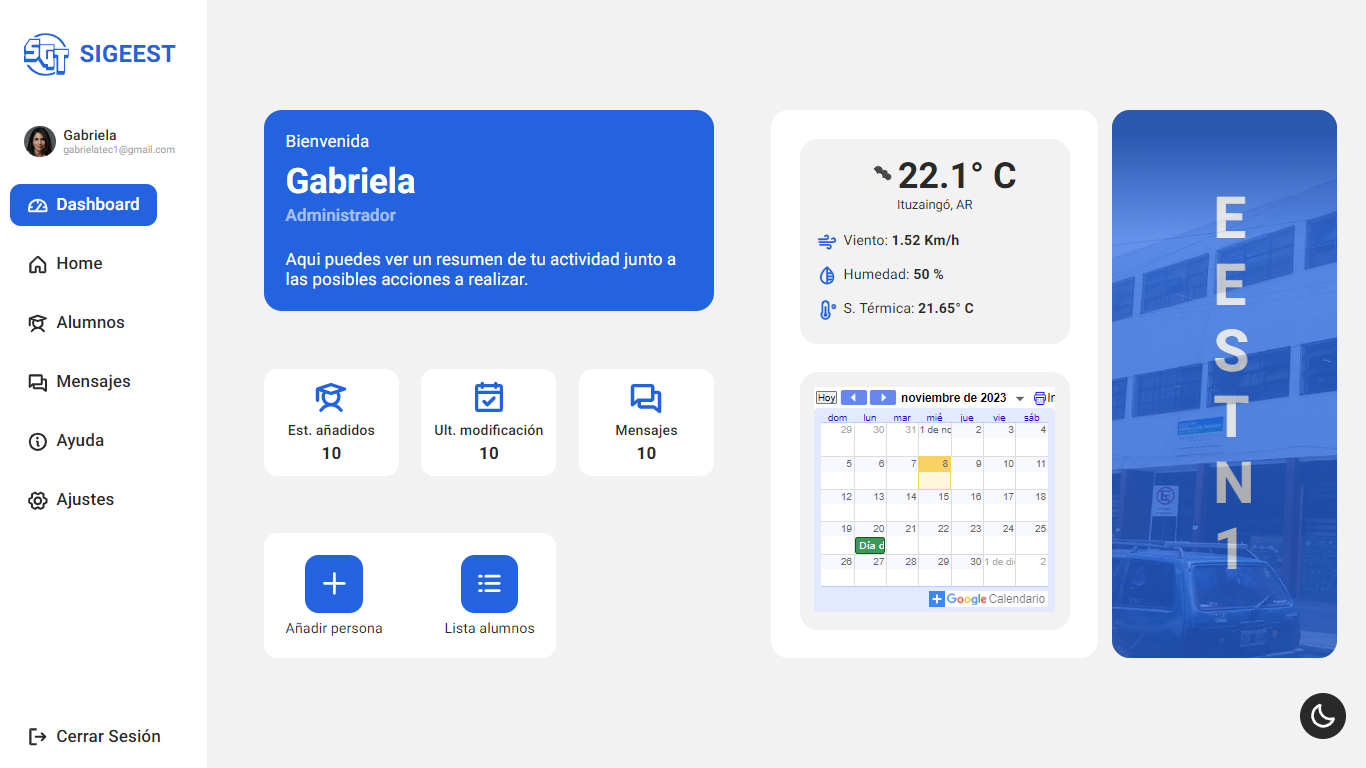 SGT SIGEEST
Gabriela
gabrielatec1@gmail.com
Dashboard
Home
Alumnos
Mensajes
Ayuda
Ajustes
Cerrar Sesión
Bienvenida
Gabriela
Administrador
Aqui puedes ver un resumen de tu actividad junto a
las posibles acciones a realizar.
Est. añadidos
10
Ult. modificación
10
Mensajes
10
Añadir persona
Lista alumnos
22.1° C
Ituzaingó, AR
Viento: 1.52 Km/h
Humedad: 50 %
S. Térmica: 21.65° C
Hoy noviembre de 2023 Ir
dom lun mar mié jue vie sáb
29 30 31 1 de no 2 3 4
5 6 7 8 9 10 11
12 13 14 15 16 17 18
19 20 21 22 23 24 25
Día d
26 27 28 29 30 1 de di 2
Google Calendario
E
E
S
T
N
1